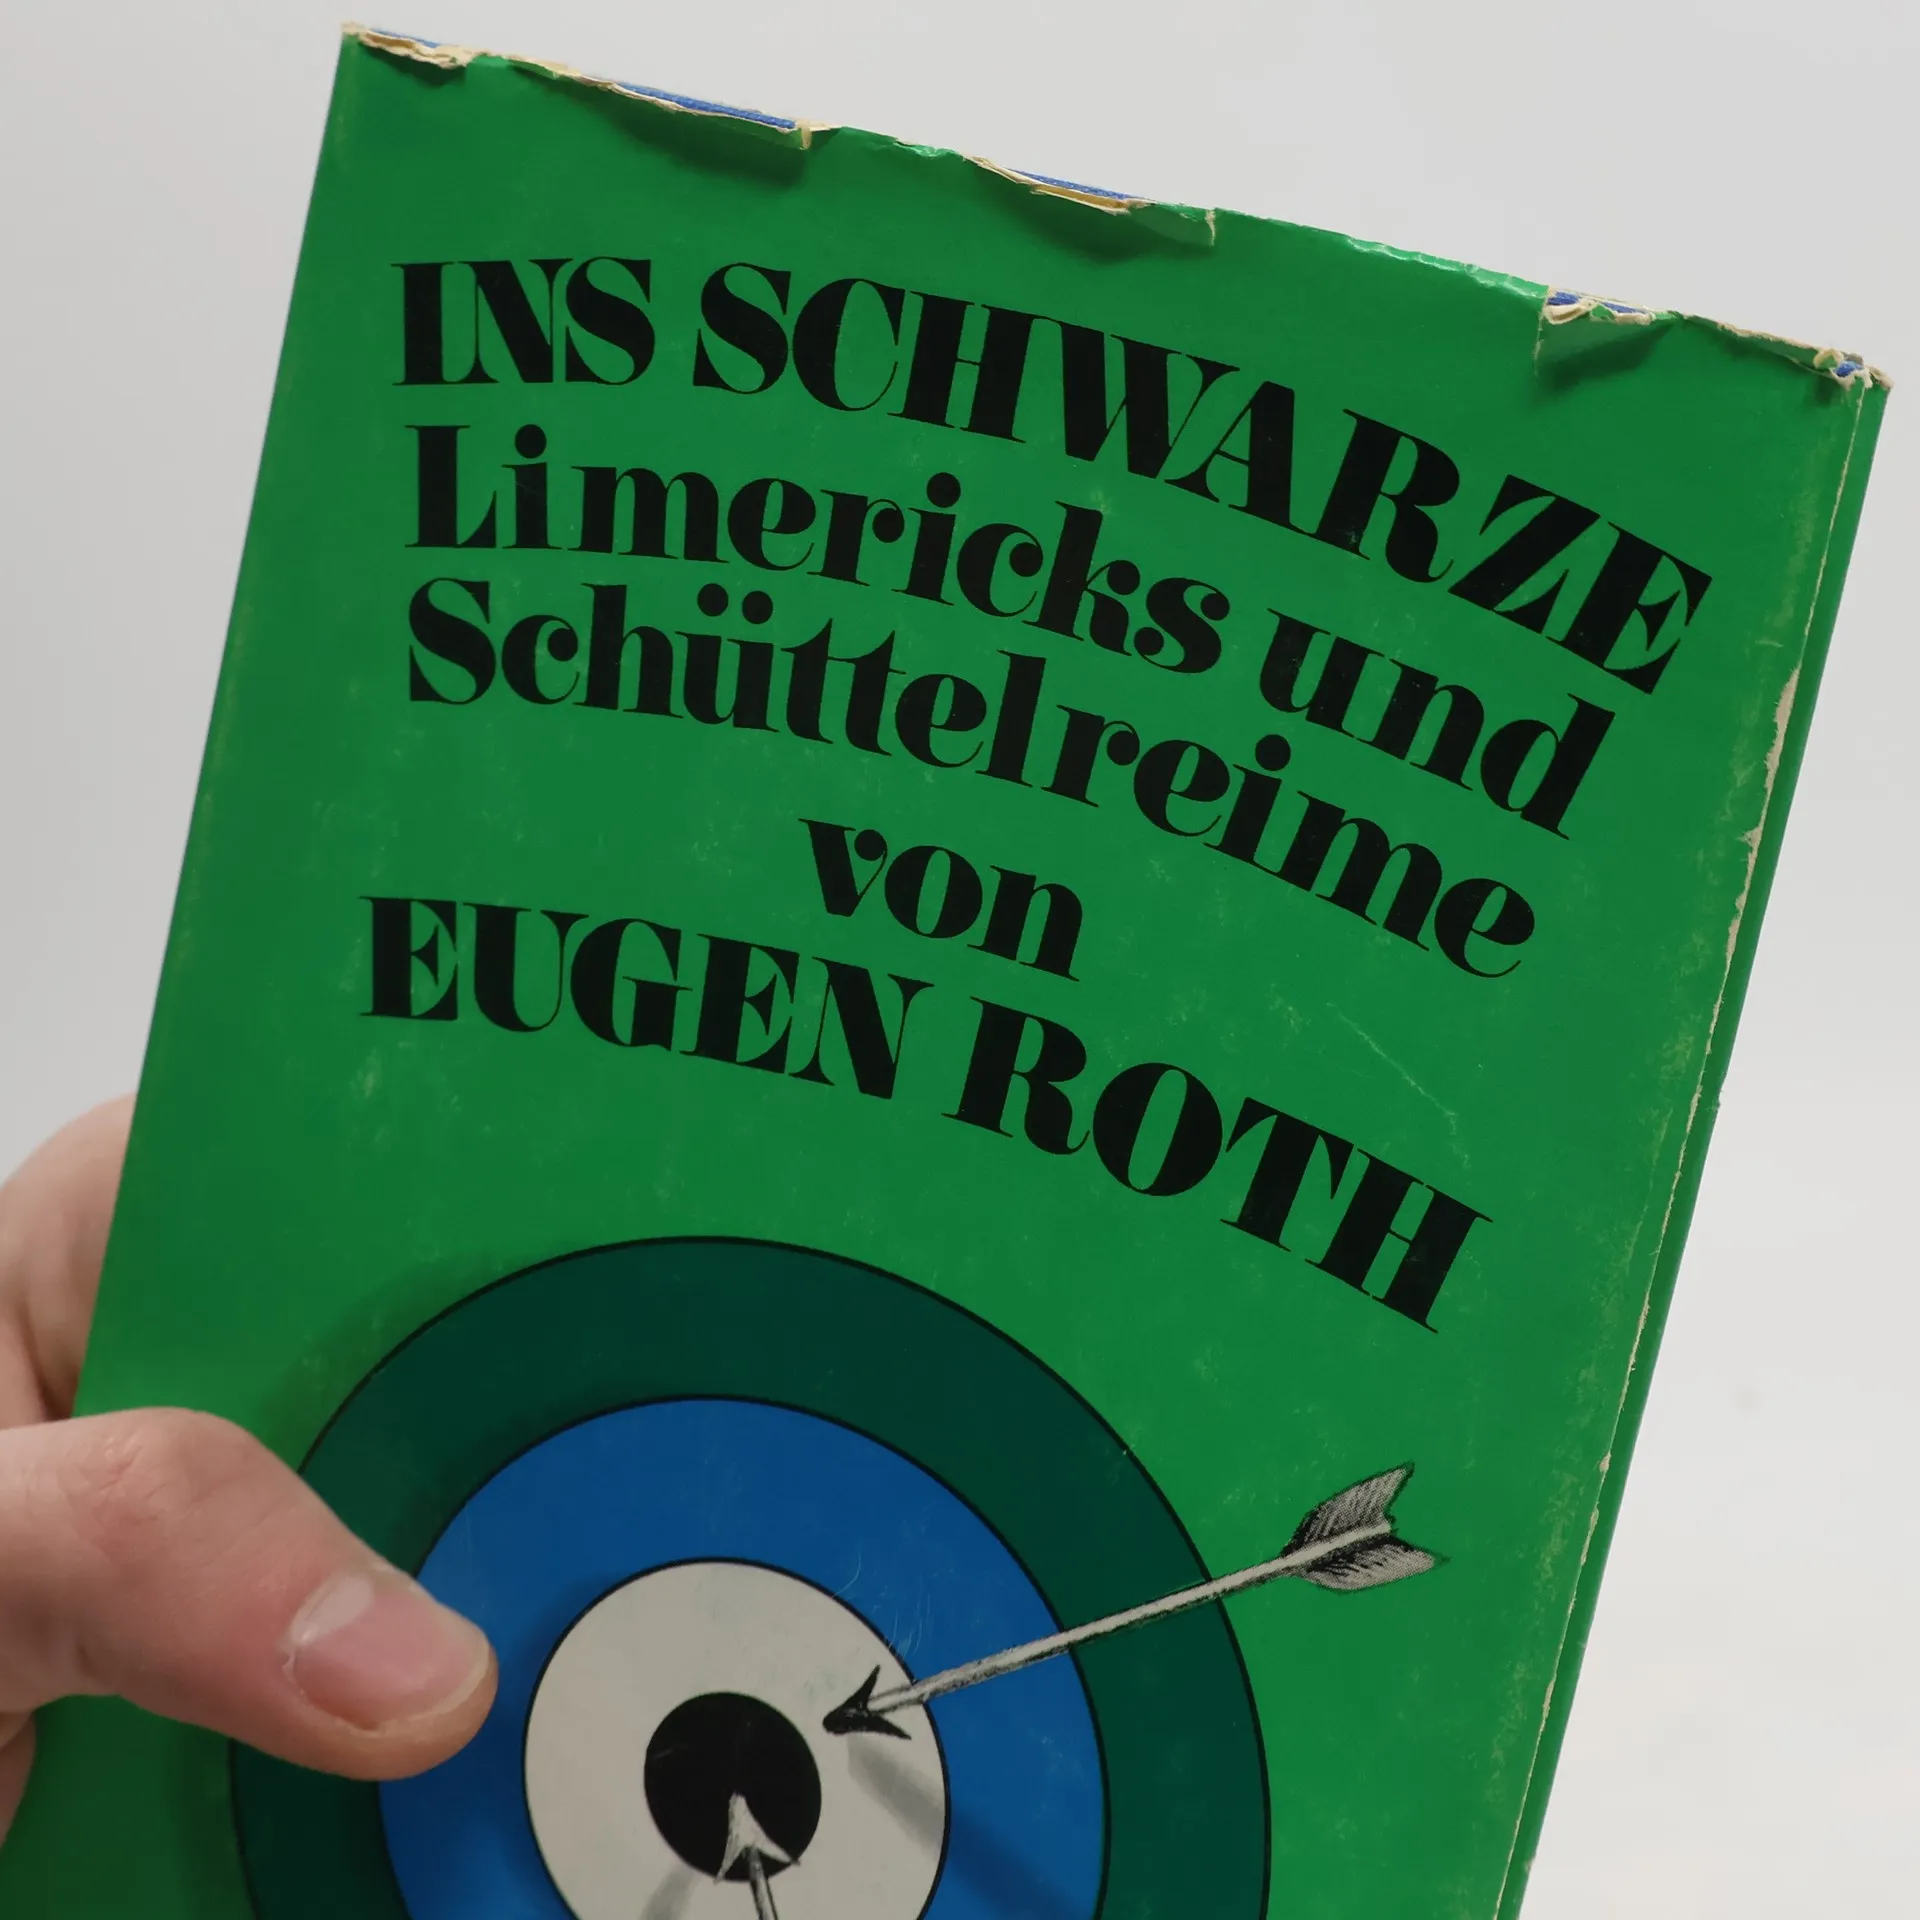 INS SCHWARZE
Limericks und
Schüttelreime
von
EUGEN ROTH